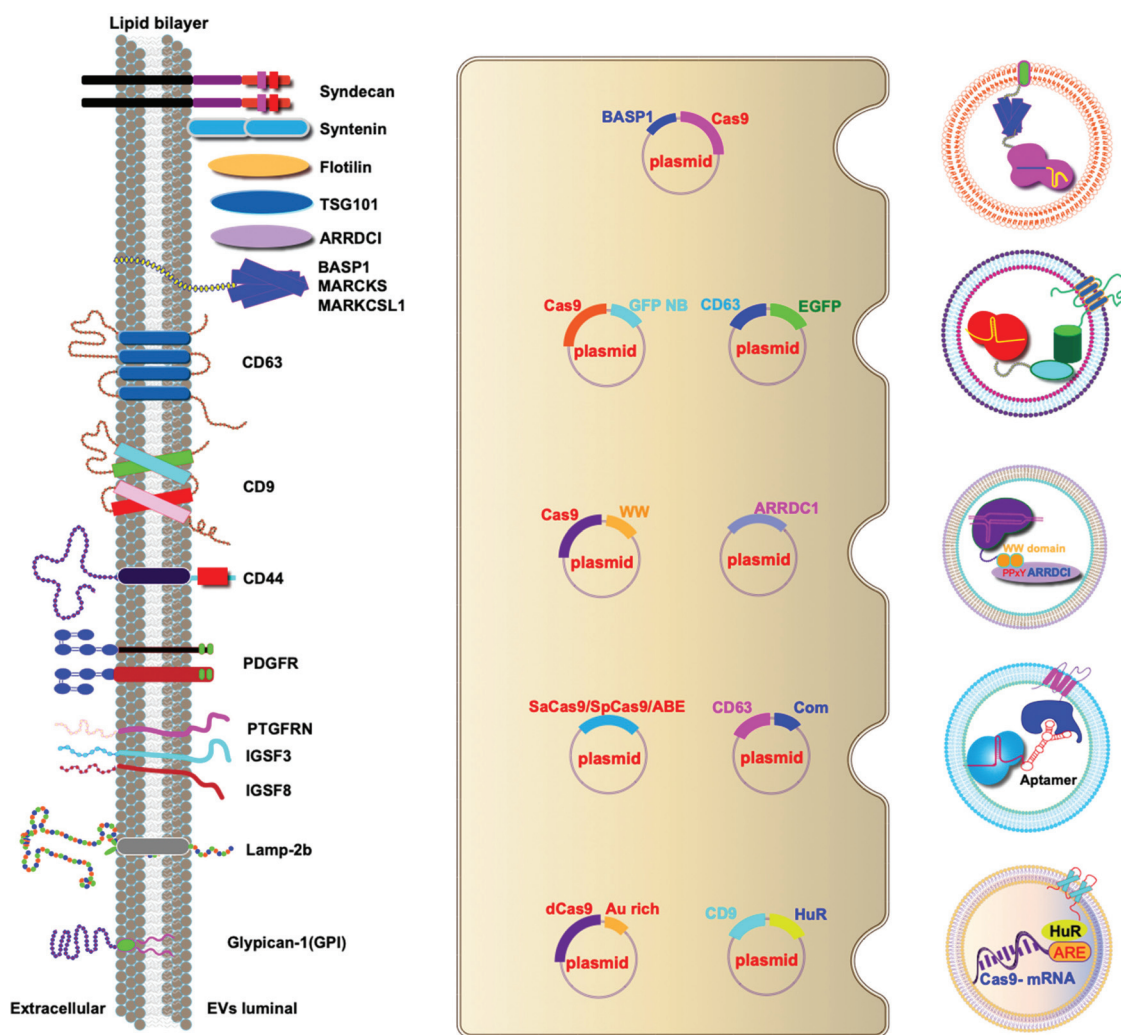 Lipid bilayer
Syndecan
Syntenin
Flotilin
TSG101
ARRDCI
BASP1
MARCKS
MARKCSL1
CD63
CD9
CD44
PDGFR
PTGFRN
IGSF3
IGSF8
Lamp-2b
Glypican-1(GPI)
Extracellular
EVs luminal
BASP1
Cas9
plasmid
Cas9
GFP NB
plasmid
CD63
EGFP
plasmid
Cas9
WW
plasmid
ARRDC1
plasmid
SaCas9/SpCas9/ABE
plasmid
CD63
Com
plasmid
dCas9
Au rich
plasmid
CD9
HuR
plasmid
WW domain
PPxY
ARRDCI
Aptamer
HuR
ARE
Cas9- mRNA